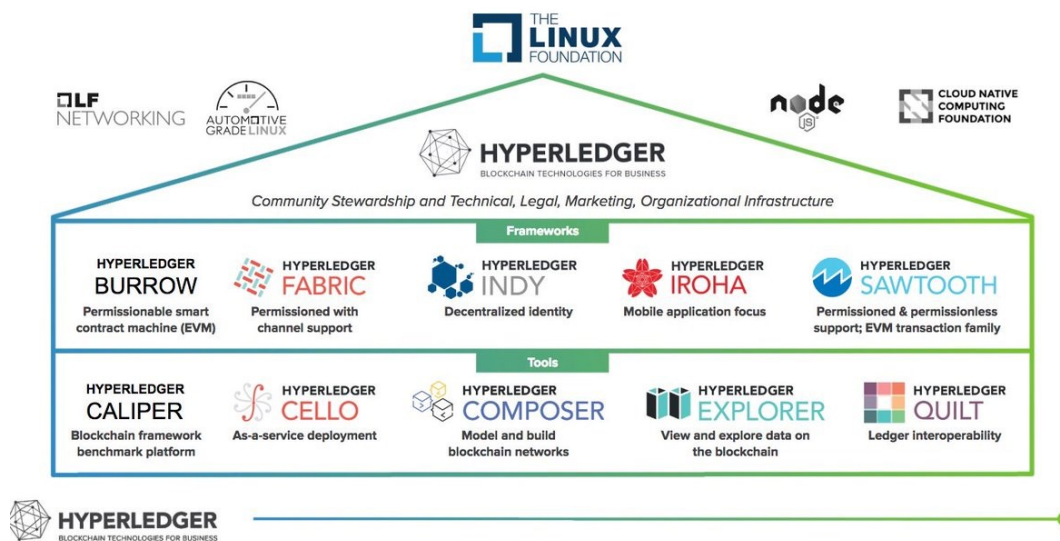 THE
LINUX
FOUNDATION
LF
NETWORKING
AUTOMOTIVE
GRADE LINUX
node
JS
CLOUD NATIVE
COMPUTING
FOUNDATION
HYPERLEDGER
BLOCKCHAIN TECHNOLOGIES FOR BUSINESS
Community Stewardship and Technical, Legal, Marketing, Organizational Infrastructure
Frameworks
HYPERLEDGER
BURROW
Permissionable smart
contract machine (EVM)
HYPERLEDGER
FABRIC
Permissioned with
channel support
HYPERLEDGER
INDY
Decentralized identity
HYPERLEDGER
IROHA
Mobile application focus
HYPERLEDGER
SAWTOOTH
Permissioned & permissionless
support; EVM transaction family
Tools
HYPERLEDGER
CALIPER
Blockchain framework
benchmark platform
HYPERLEDGER
CELLO
As-a-service deployment
HYPERLEDGER
COMPOSER
Model and build
blockchain networks
HYPERLEDGER
EXPLORER
View and explore data on
the blockchain
HYPERLEDGER
QUILT
Ledger interoperability
HYPERLEDGER
BLOCKCHAIN TECHNOLOGIES FOR BUSINESS